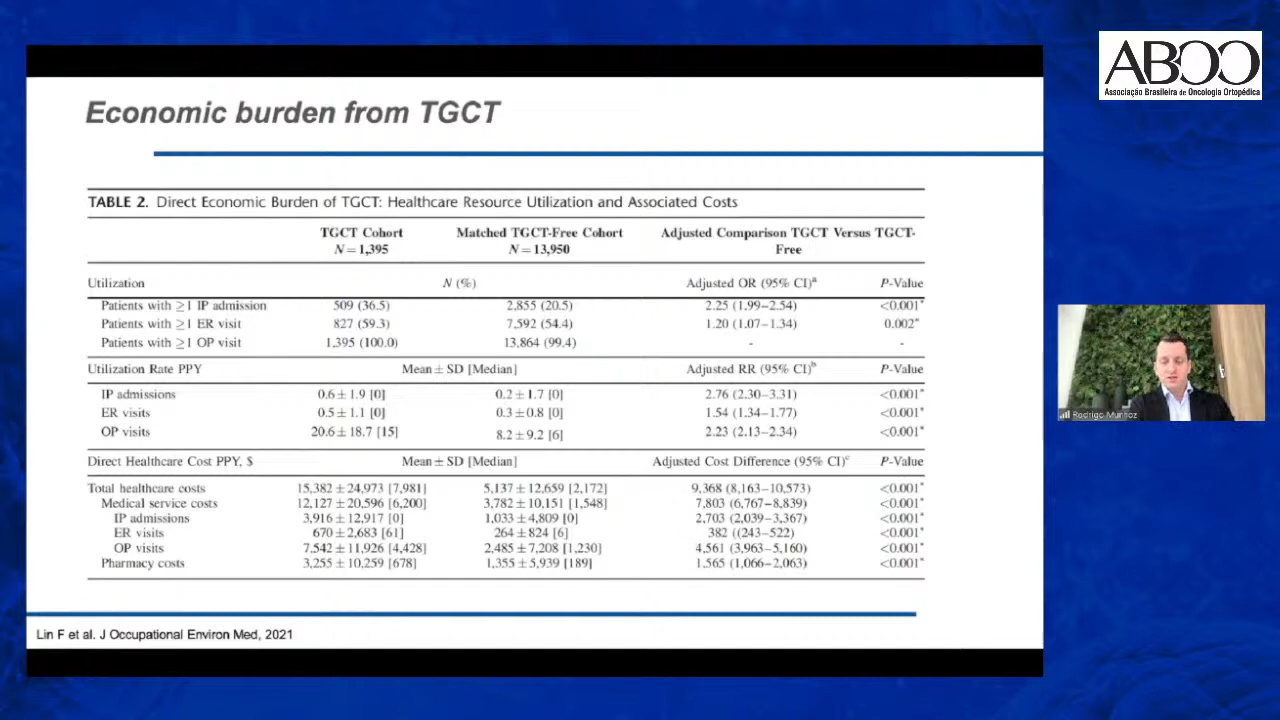 ABOO
Associação Brasileira de Oncologia Ortopédica
Economic burden from TGCT
TABLE 2. Direct Economic Burden of TGCT: Healthcare Resource Utilization and Associated Costs
TGCT Cohort Matched TGCT-Free Cohort Adjusted Comparison TGCT Versus TGCT-
N=1,395 N=13,950 Free
Utilization N (%) Adjusted OR (95% CI)a P-Value
Patients with ≥1 IP admission 509 (36.5) 2,855 (20.5) 2.25 (1.99–2.54) <0.001*
Patients with ≥1 ER visit 827 (59.3) 7,592 (54.4) 1.20 (1.07–1.34) 0.002*
Patients with ≥1 OP visit 1,395 (100.0) 13,864 (99.4) - -
Utilization Rate PPY Mean ± SD [Median] Adjusted RR (95% CI)b P-Value
IP admissions 0.6 ± 1.9 [0] 0.2 ± 1.7 [0] 2.76 (2.30–3.31) <0.001*
ER visits 0.5 ± 1.1 [0] 0.3 ± 0.8 [0] 1.54 (1.34–1.77) <0.001*
OP visits 20.6 ± 18.7 [15] 8.2 ± 9.2 [6] 2.23 (2.13–2.34) <0.001*
Direct Healthcare Cost PPY, $ Mean ± SD [Median] Adjusted Cost Difference (95% CI)c P-Value
Total healthcare costs 15,382 ± 24,973 [7,981] 5,137 ± 12,659 [2,172] 9,368 (8,163–10,573) <0.001*
Medical service costs 12,127 ± 20,596 [6,200] 3,782 ± 10,151 [1,548] 7,803 (6,767–8,839) <0.001*
IP admissions 3,916 ± 12,917 [0] 1,033 ± 4,809 [0] 2,703 (2,039–3,367) <0.001*
ER visits 670 ± 2,683 [61] 264 ± 824 [6] 382 ((243–522) <0.001*
OP visits 7,542 ± 11,926 [4,428] 2,485 ± 7,208 [1,230] 4,561 (3,963–5,160) <0.001*
Pharmacy costs 3,255 ± 10,259 [678] 1,355 ± 5,939 [189] 1.565 (1,066–2,063) <0.001*
Lin F et al. J Occupational Environ Med, 2021
Rodrigo Munhoz